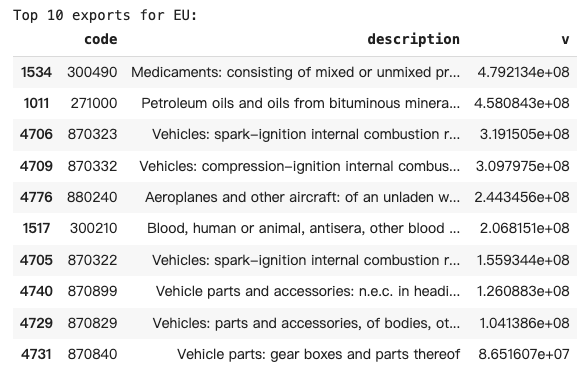 Top 10 exports for EU:
code description v
1534 300490 Medicaments: consisting of mixed or unmixed pr... 4.792134e+08
1011 271000 Petroleum oils and oils from bituminous minera... 4.580843e+08
4706 870323 Vehicles: spark-ignition internal combustion r... 3.191505e+08
4709 870332 Vehicles: compression-ignition internal combus... 3.097975e+08
4776 880240 Aeroplanes and other aircraft: of an unladen w... 2.443456e+08
1517 300210 Blood, human or animal, antisera, other blood ... 2.068151e+08
4705 870322 Vehicles: spark-ignition internal combustion r... 1.559344e+08
4740 870899 Vehicle parts and accessories: n.e.c. in headi... 1.260883e+08
4729 870829 Vehicles: parts and accessories, of bodies, ot... 1.041386e+08
4731 870840 Vehicle parts: gear boxes and parts thereof 8.651607e+07